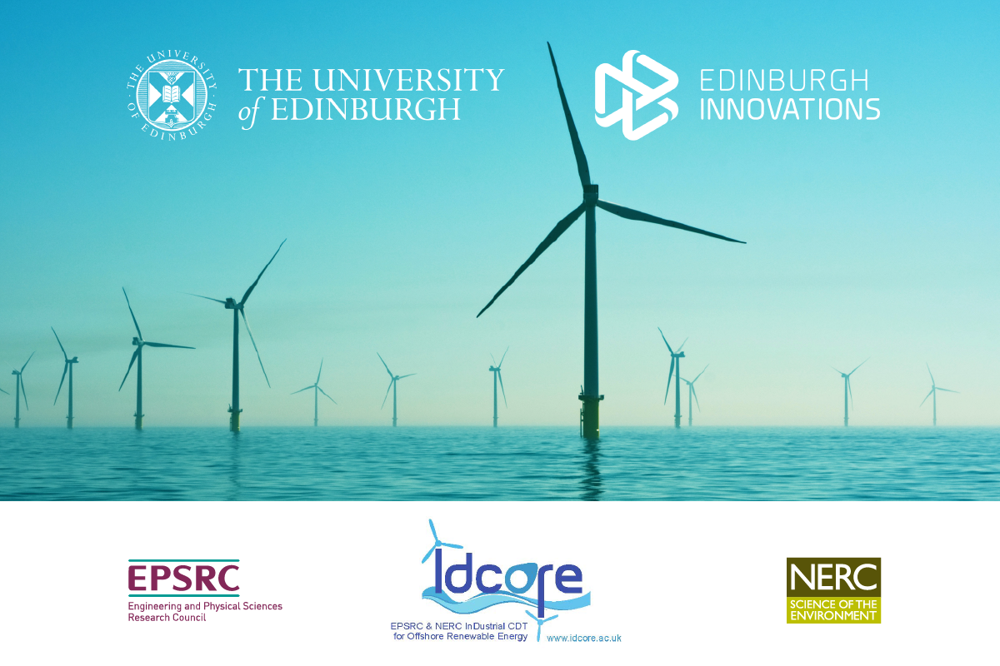 THE UNIVERSITY OF EDINBURGH
THE UNIVERSITY
of EDINBURGH
EDINBURGH
INNOVATIONS
EPSRC
Engineering and Physical Sciences
Research Council
Idcore
EPSRC & NERC InDustrial CDT
for Offshore Renewable Energy
www.idcore.ac.uk
NERC
SCIENCE OF THE
ENVIRONMENT